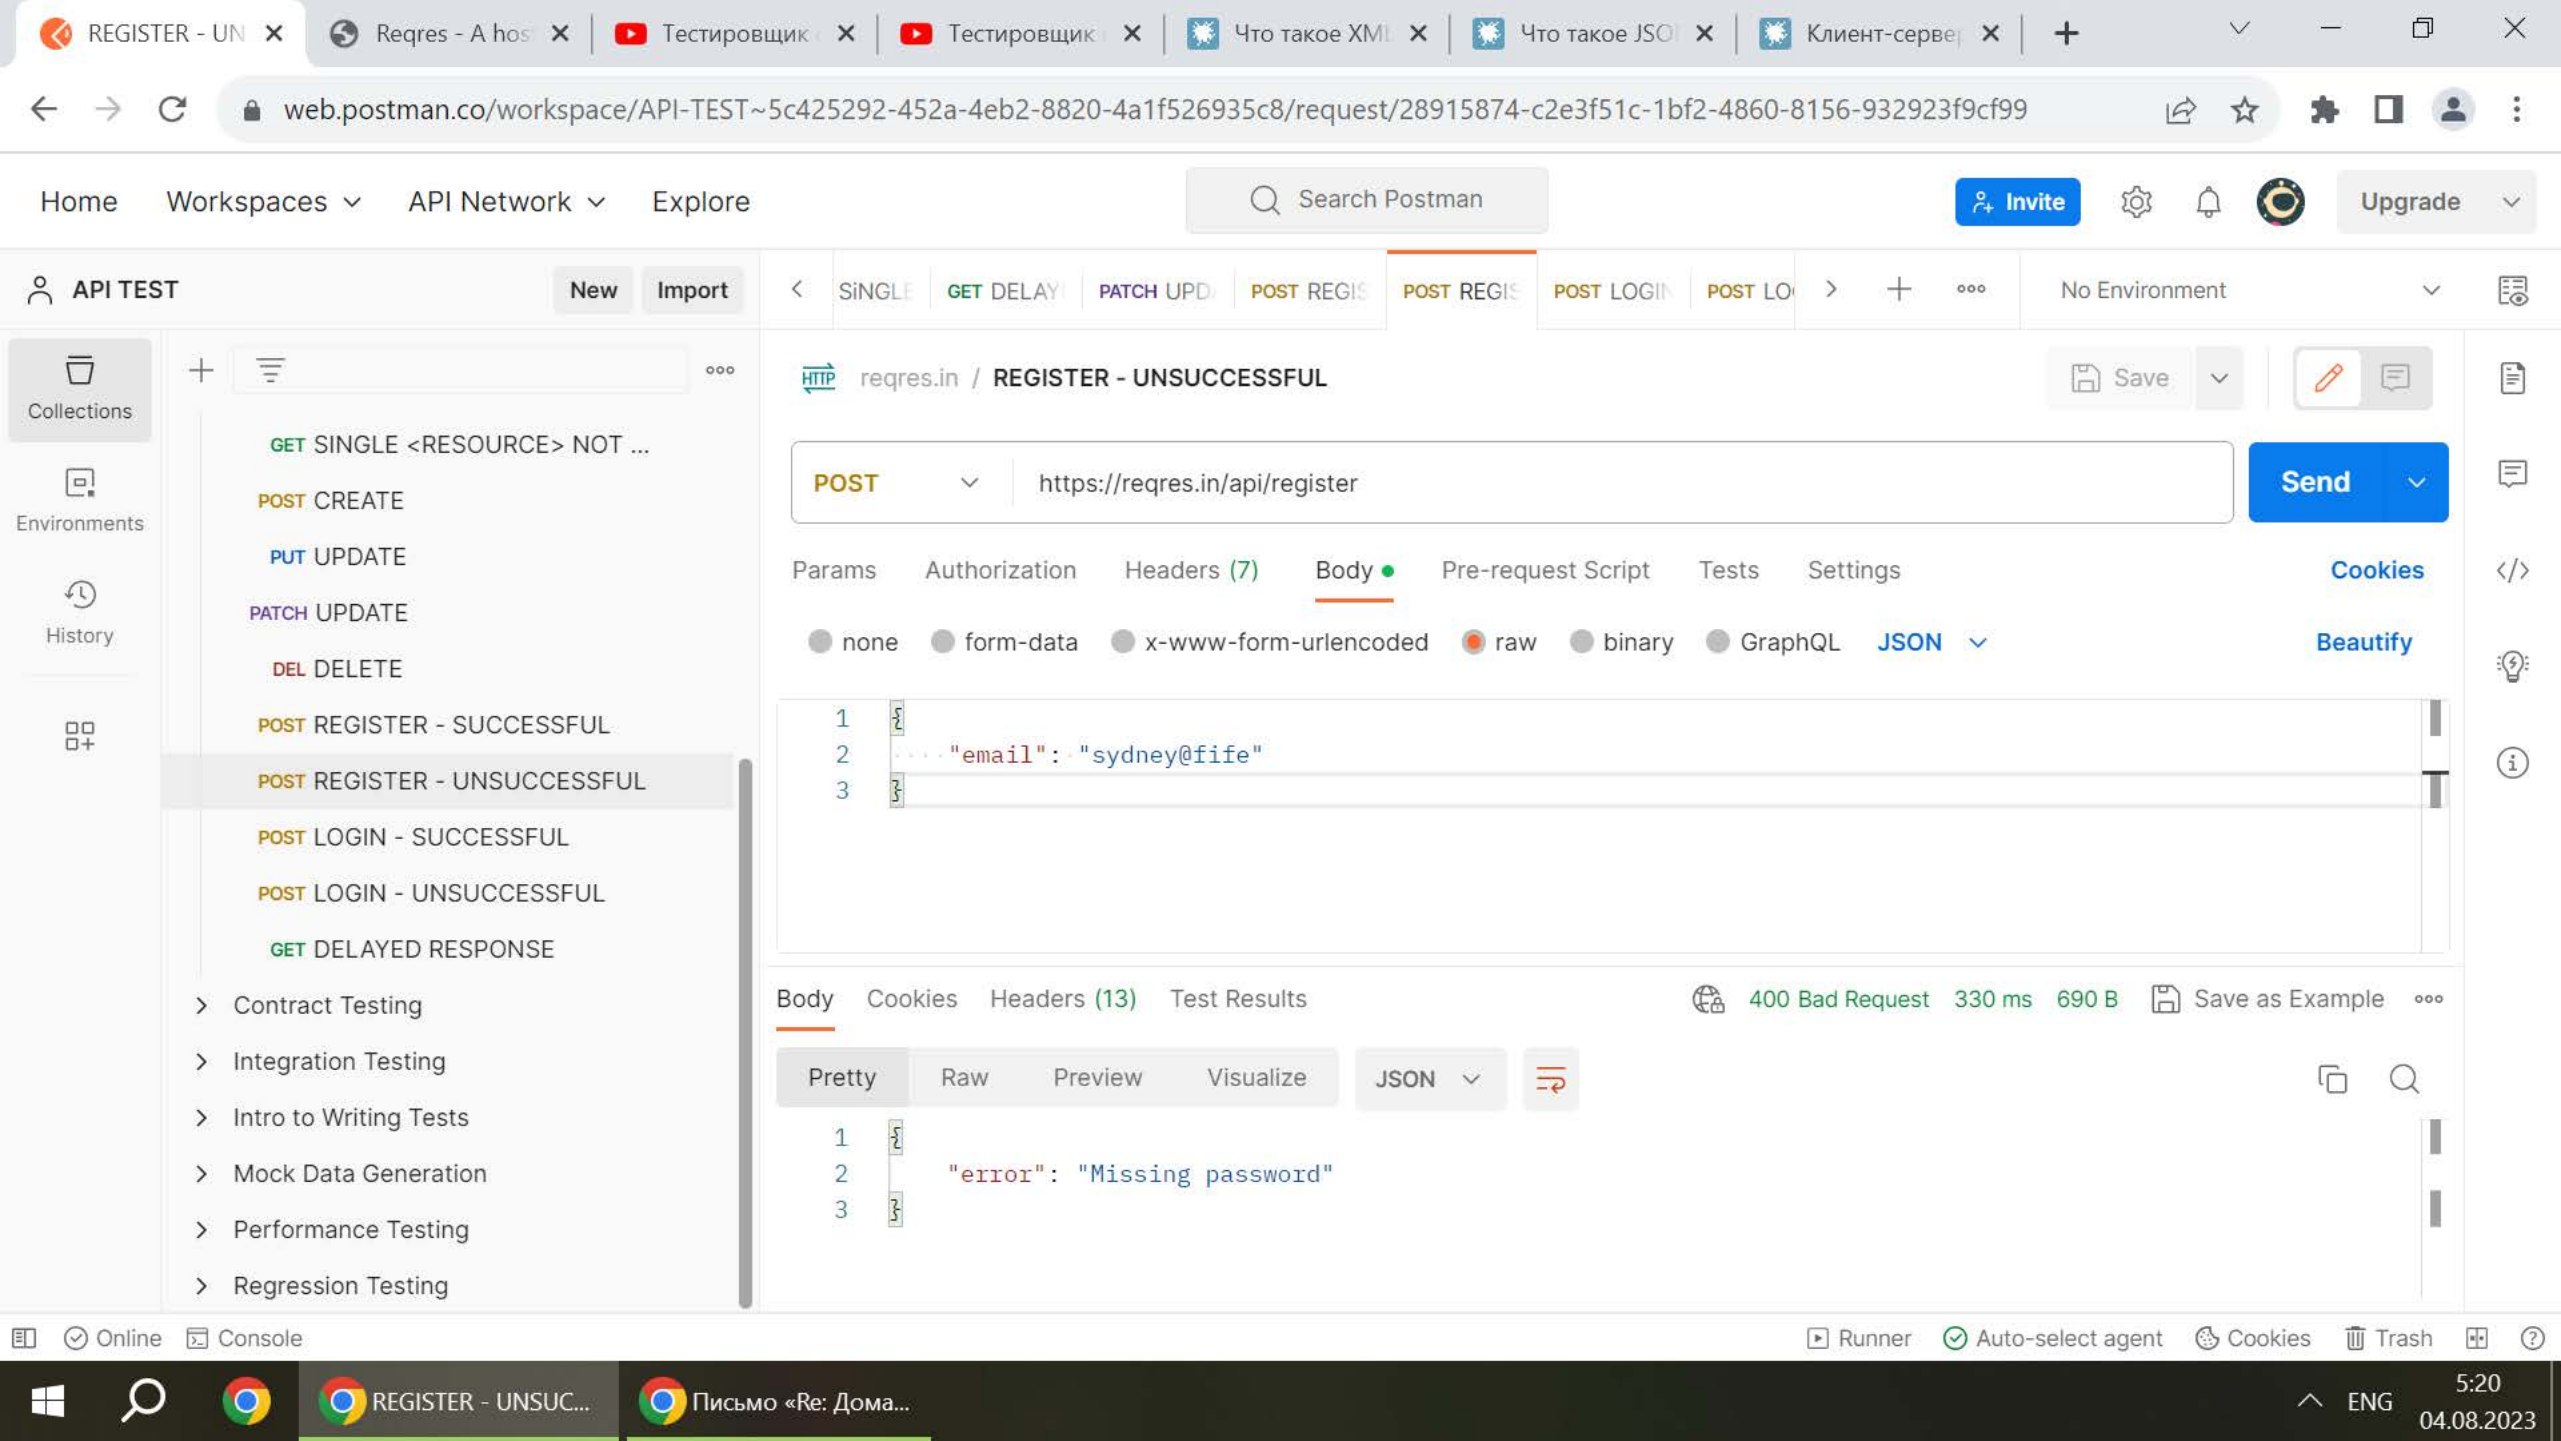 REGISTER - UN
Reqres - A hos
Тестировщик
Тестировщик
Что такое XML
Что такое JSO
Клиент-сервер
web.postman.co/workspace/API-TEST~5c425292-452a-4eb2-8820-4a1f526935c8/request/28915874-c2e3f51c-1bf2-4860-8156-932923f9cf99
Home
Workspaces
API Network
Explore
Search Postman
Invite
Upgrade
API TEST
New
Import
SiNGLE
GET DELAY
PATCH UPDA
POST REGIS
POST REGIS
POST LOGIN
POST LO
No Environment
Collections
Environments
History
GET SINGLE <RESOURCE> NOT ...
POST CREATE
PUT UPDATE
PATCH UPDATE
DEL DELETE
POST REGISTER - SUCCESSFUL
POST REGISTER - UNSUCCESSFUL
POST LOGIN - SUCCESSFUL
POST LOGIN - UNSUCCESSFUL
GET DELAYED RESPONSE
Contract Testing
Integration Testing
Intro to Writing Tests
Mock Data Generation
Performance Testing
Regression Testing
HTTP reqres.in / REGISTER - UNSUCCESSFUL
Save
POST
https://reqres.in/api/register
Send
Params
Authorization
Headers (7)
Body
Pre-request Script
Tests
Settings
Cookies
none
form-data
x-www-form-urlencoded
raw
binary
GraphQL
JSON
Beautify
1 {
2 "email": "sydney@fife"
3 }
Body
Cookies
Headers (13)
Test Results
400 Bad Request
330 ms
690 B
Save as Example
Pretty
Raw
Preview
Visualize
JSON
1 {
2 "error": "Missing password"
3 }
Online
Console
Runner
Auto-select agent
Cookies
Trash
REGISTER - UNSUC...
Письмо «Re: Дома...
ENG
5:20
04.08.2023